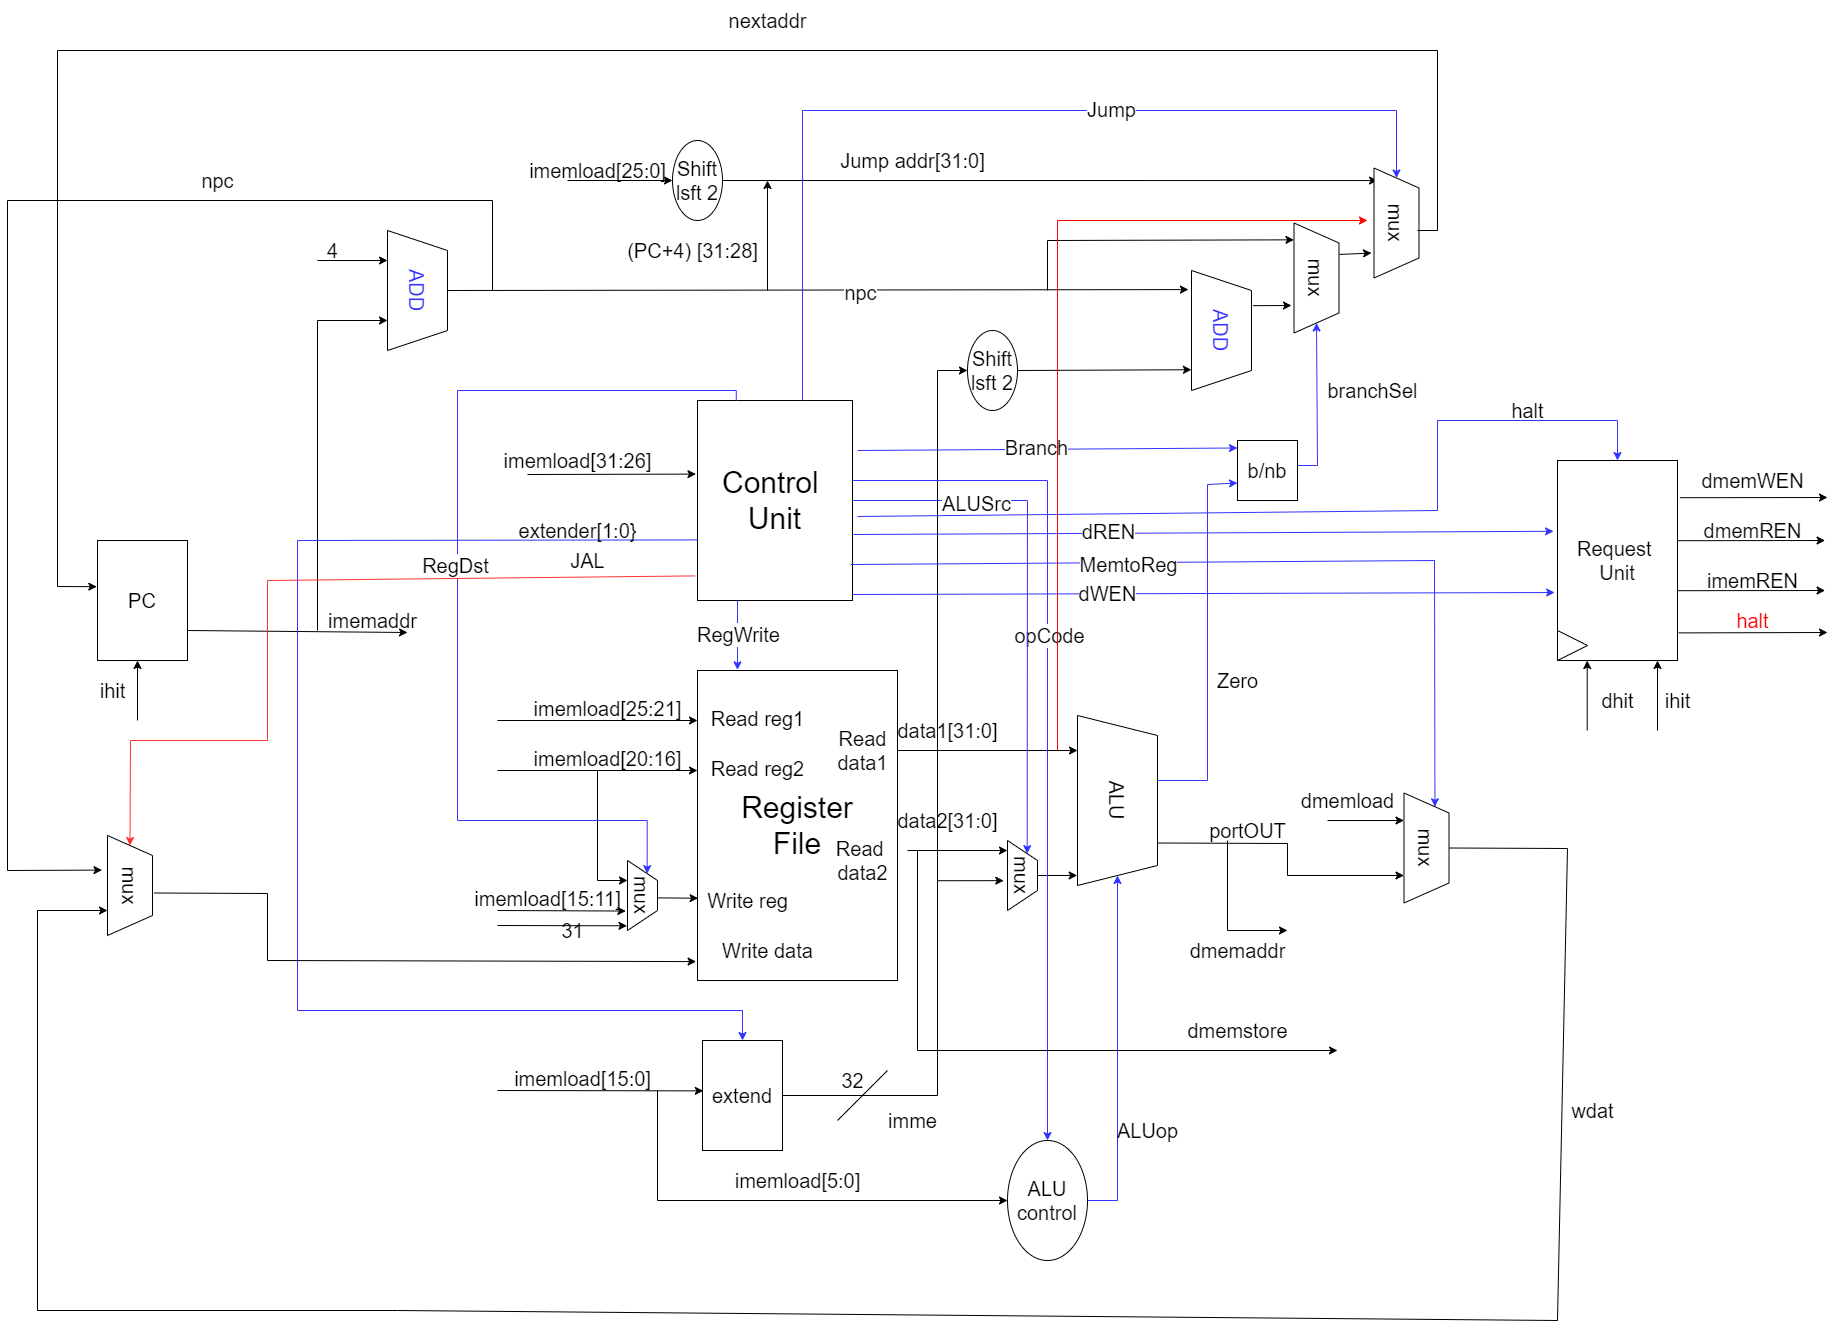 nextaddr
Jump
imemload[25:0]
Shift
lsft 2
Jump addr[31:0]
npc
mux
4
(PC+4) [31:28]
ADD
mux
npc
ADD
Shift
lsft 2
branchSel
halt
Branch
imemload[31:26]
Control
Unit
b/nb
dmemWEN
ALUSrc
extender[1:0}
dREN
dmemREN
Request
Unit
RegDst
JAL
MemtoReg
imemREN
dWEN
PC
imemaddr
RegWrite
opCode
halt
ihit
Zero
dhit
ihit
imemload[25:21]
Read reg1
data1[31:0]
Read
data1
imemload[20:16]
Read reg2
Register
File
ALU
dmemload
data2[31:0]
portOUT
Read
data2
mux
mux
mux
mux
imemload[15:11]
Write reg
31
Write data
dmemaddr
dmemstore
imemload[15:0]
extend
32
imme
wdat
ALUop
imemload[5:0]
ALU
control